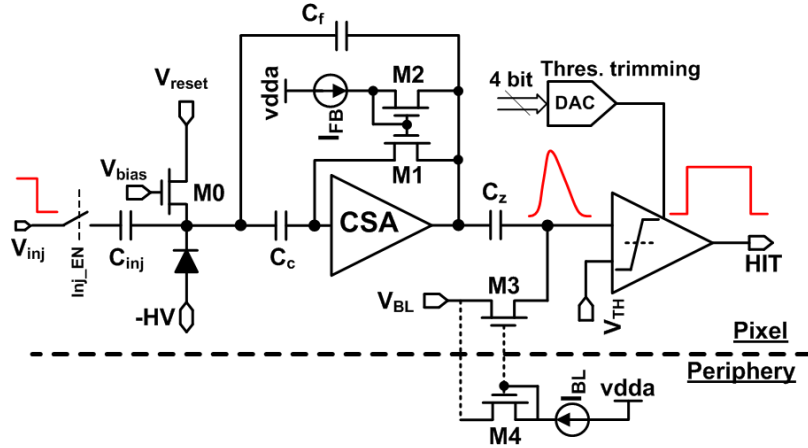 Cf
Vreset
vdda
M2
IFB
4 bit
Thres. trimming
DAC
Vbias
M0
M1
Cz
CSA
Vinj
Inj_EN
Cinj
Cc
-HV
VBL
M3
VTH
HIT
Pixel
Periphery
M4
IBL
vdda